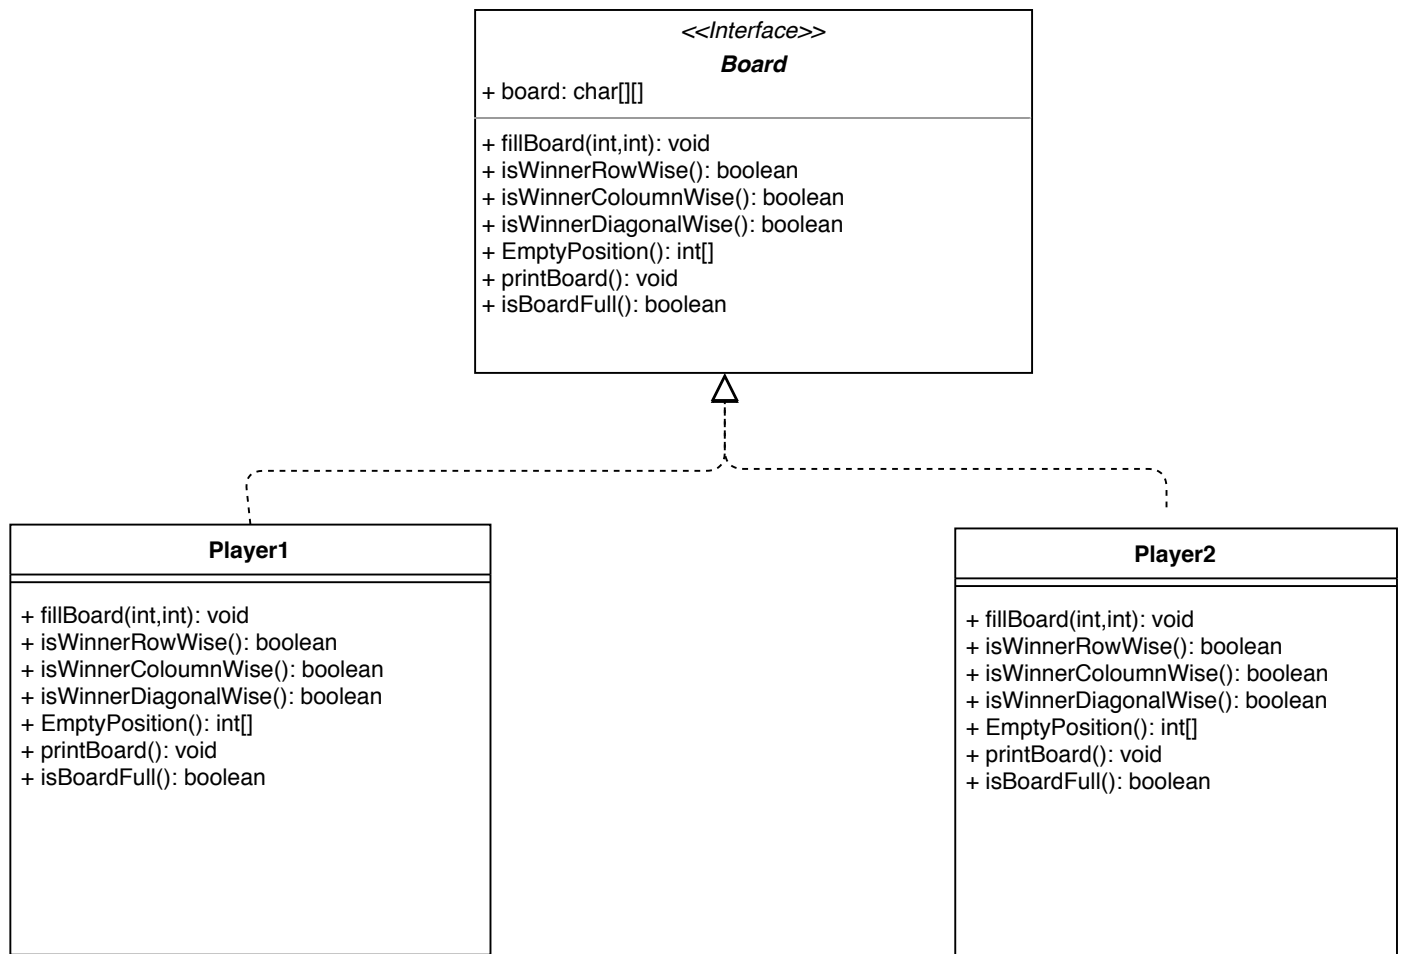 <<Interface>>
Board
+ board: char[][]
+ fillBoard(int,int): void
+ isWinnerRowWise(): boolean
+ isWinnerColoumnWise(): boolean
+ isWinnerDiagonalWise(): boolean
+ EmptyPosition(): int[]
+ printBoard(): void
+ isBoardFull(): boolean
Player1
+ fillBoard(int,int): void
+ isWinnerRowWise(): boolean
+ isWinnerColoumnWise(): boolean
+ isWinnerDiagonalWise(): boolean
+ EmptyPosition(): int[]
+ printBoard(): void
+ isBoardFull(): boolean
Player2
+ fillBoard(int,int): void
+ isWinnerRowWise(): boolean
+ isWinnerColoumnWise(): boolean
+ isWinnerDiagonalWise(): boolean
+ EmptyPosition(): int[]
+ printBoard(): void
+ isBoardFull(): boolean